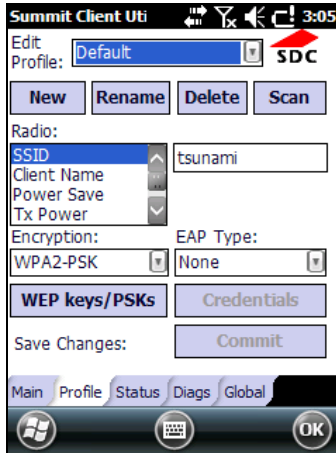 Summit Client Uti 3:05
Edit
Profile: Default
SDC
New Rename Delete Scan
Radio:
SSID tsunami
Client Name
Power Save
Tx Power
Encryption: EAP Type:
WPA2-PSK None
WEP keys/PSKs Credentials
Save Changes: Commit
Main Profile Status Diags Global
OK